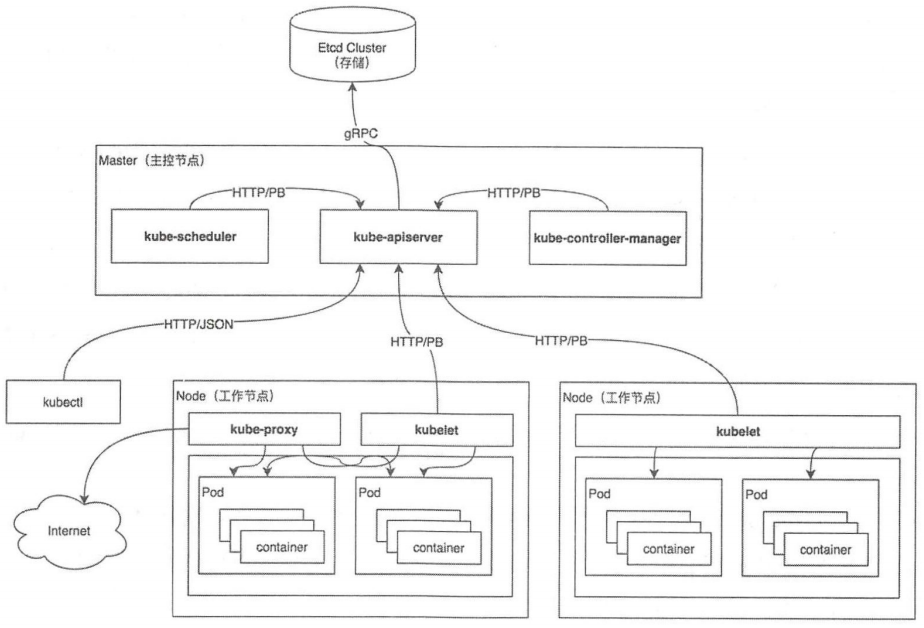 Etcd Cluster
（存储）
gRPC
Master（主控节点）
HTTP/PB
HTTP/PB
kube-scheduler
kube-apiserver
kube-controller-manager
HTTP/JSON
HTTP/PB
HTTP/PB
kubectl
Node（工作节点）
kube-proxy
kubelet
Pod
container
Pod
container
Internet
Node（工作节点）
kubelet
Pod
container
Pod
container